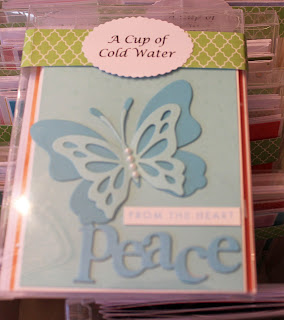 A Cup of
Cold Water
FROM THE HEART
Peace